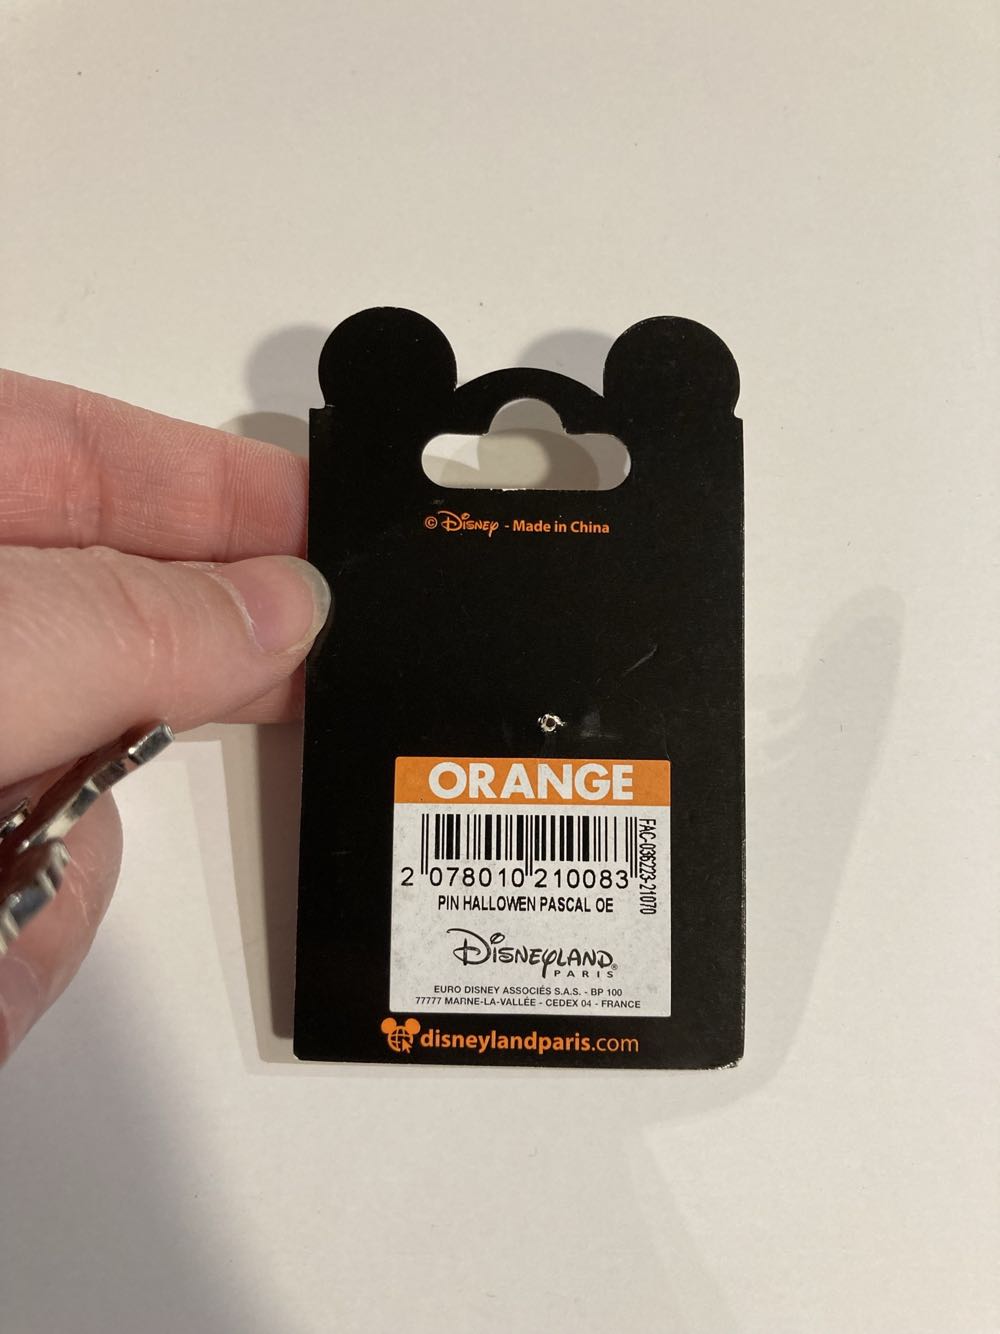 © Disney - Made in China
ORANGE
2 078010 210083
FAC-036223-21070
PIN HALLOWEN PASCAL OE
Disneyland®
PARIS
EURO DISNEY ASSOCIÉS S.A.S. - BP 100
77777 MARNE-LA-VALLÉE - CEDEX 04 - FRANCE
disneylandparis.com